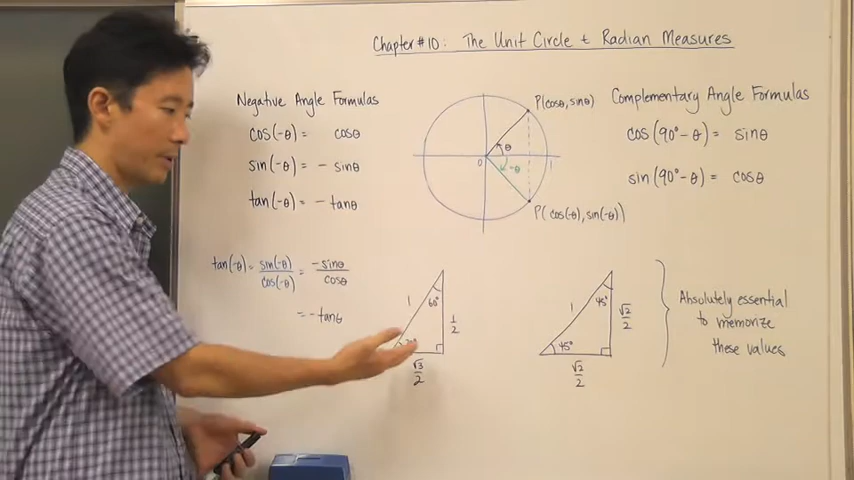 Chapter #10: The Unit Circle & Radian Measures
Negative Angle Formulas
cos(-θ) = cosθ
sin(-θ) = - sinθ
tan(-θ) = - tanθ
tan(-θ) = sin(-θ)/cos(-θ) = -sinθ/cosθ
= - tanθ
P(cosθ, sinθ)
θ
0
1
-θ
P(cos(-θ), sin(-θ))
Complementary Angle Formulas
cos(90°-θ) = sinθ
sin(90°-θ) = cosθ
60°
1
1/2
√3/2
45°
1
√2/2
45°
√2/2
Absolutely essential
to memorize
these values